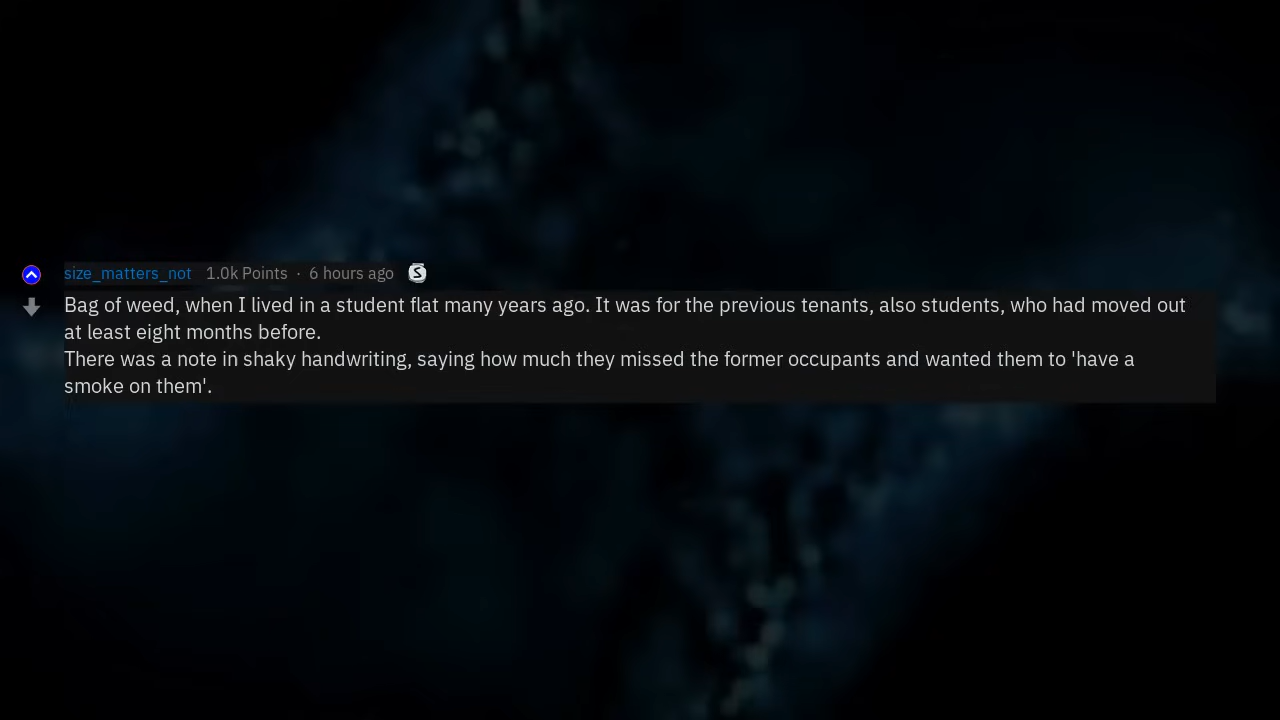 size_matters_not 1.0k Points · 6 hours ago S
Bag of weed, when I lived in a student flat many years ago. It was for the previous tenants, also students, who had moved out
at least eight months before.
There was a note in shaky handwriting, saying how much they missed the former occupants and wanted them to 'have a
smoke on them'.